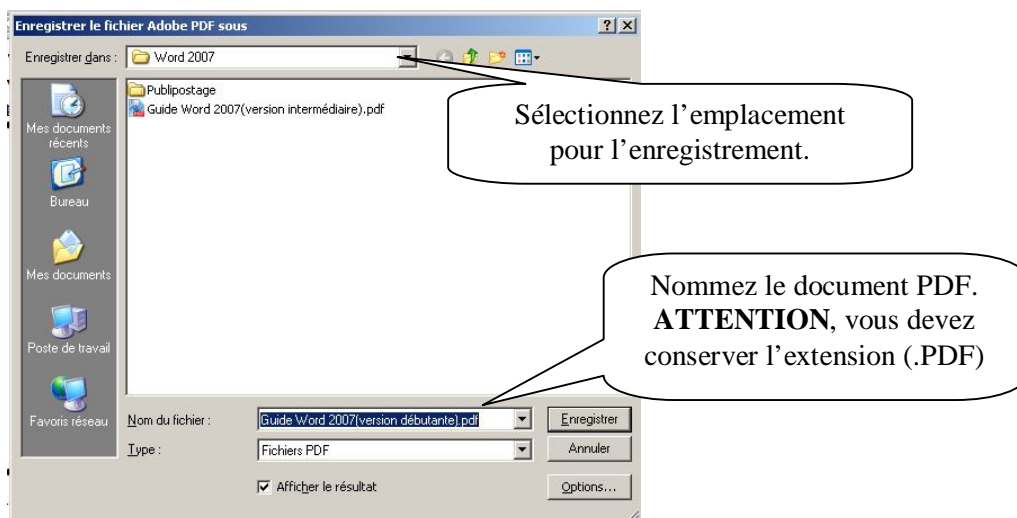 Enregistrer le fichier Adobe PDF sous
Enregistrer dans :
Word 2007
Publipostage
Guide Word 2007(version intermédiaire).pdf
Sélectionnez l’emplacement
pour l’enregistrement.
Mes documents
récents
Bureau
Mes documents
Poste de travail
Favoris réseau
Nommez le document PDF.
ATTENTION, vous devez
conserver l’extension (.PDF)
Nom du fichier :
Guide Word 2007(version débutante).pdf
Enregistrer
Type :
Fichiers PDF
Annuler
Afficher le résultat
Options...